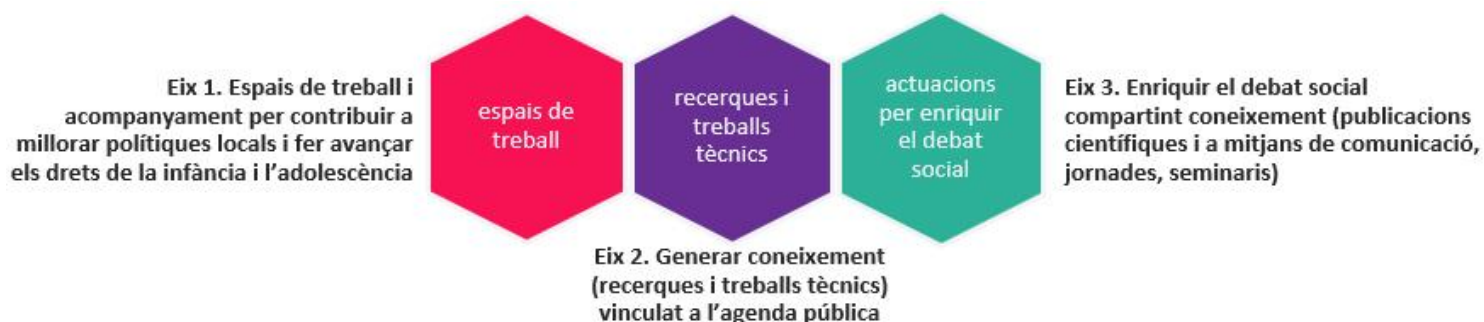 Eix 1. Espais de treball i
acompanyament per contribuir a
millorar polítiques locals i fer avançar
els drets de la infància i l’adolescència
espais de
treball
recerques i
treballs
tècnics
actuacions
per enriquir
el debat
social
Eix 3. Enriquir el debat social
compartint coneixement (publicacions
científiques i a mitjans de comunicació,
jornades, seminaris)
Eix 2. Generar coneixement
(recerques i treballs tècnics)
vinculat a l’agenda pública